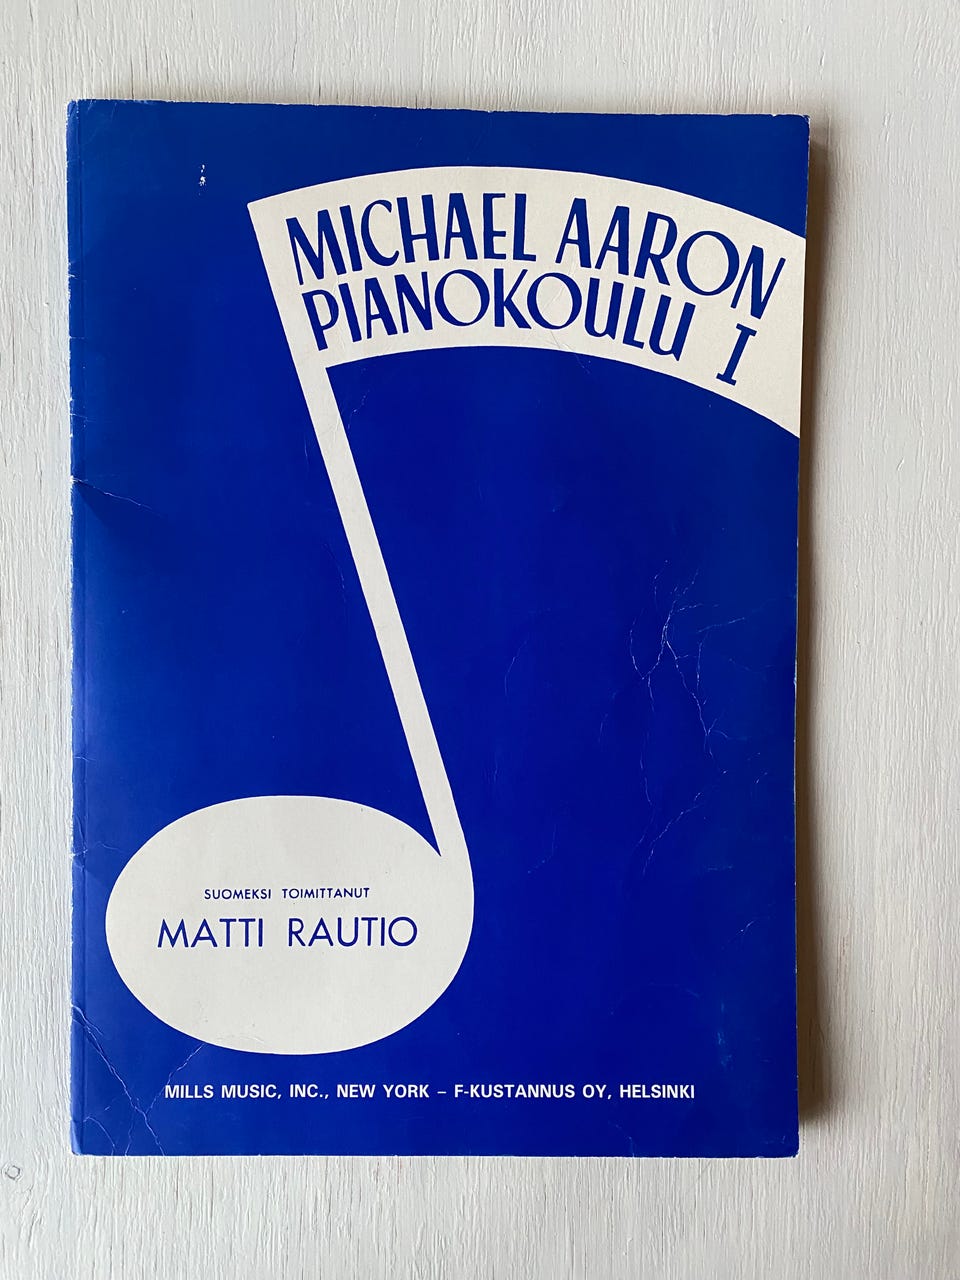 MICHAEL AARON
PIANOKOULU I
SUOMEKSI TOIMITTANUT
MATTI RAUTIO
MILLS MUSIC, INC., NEW YORK – F-KUSTANNUS OY, HELSINKI